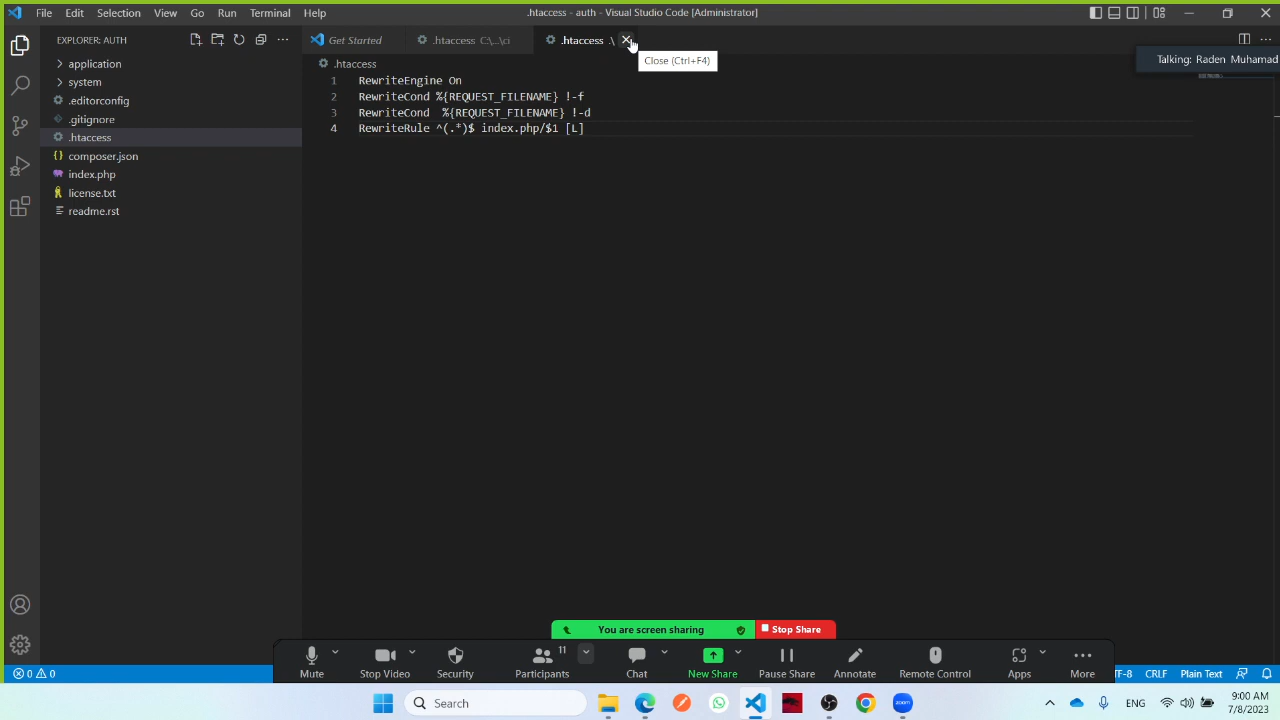 File Edit Selection View Go Run Terminal Help
.htaccess - auth - Visual Studio Code [Administrator]
EXPLORER: AUTH
application
system
.editorconfig
.gitignore
.htaccess
composer.json
index.php
license.txt
readme.rst
Get Started
.htaccess C:\...\ci
.htaccess .\
Close (Ctrl+F4)
Talking: Raden Muhamad
.htaccess
1 RewriteEngine On
2 RewriteCond %{REQUEST_FILENAME} !-f
3 RewriteCond  %{REQUEST_FILENAME} !-d
4 RewriteRule ^(.*)$ index.php/$1 [L]
You are screen sharing
Stop Share
Mute
Stop Video
Security
Participants 11
Chat
New Share
Pause Share
Annotate
Remote Control
Apps
More
0 0
TF-8 CRLF Plain Text
Search
zoom
ENG
9:00 AM
7/8/2023